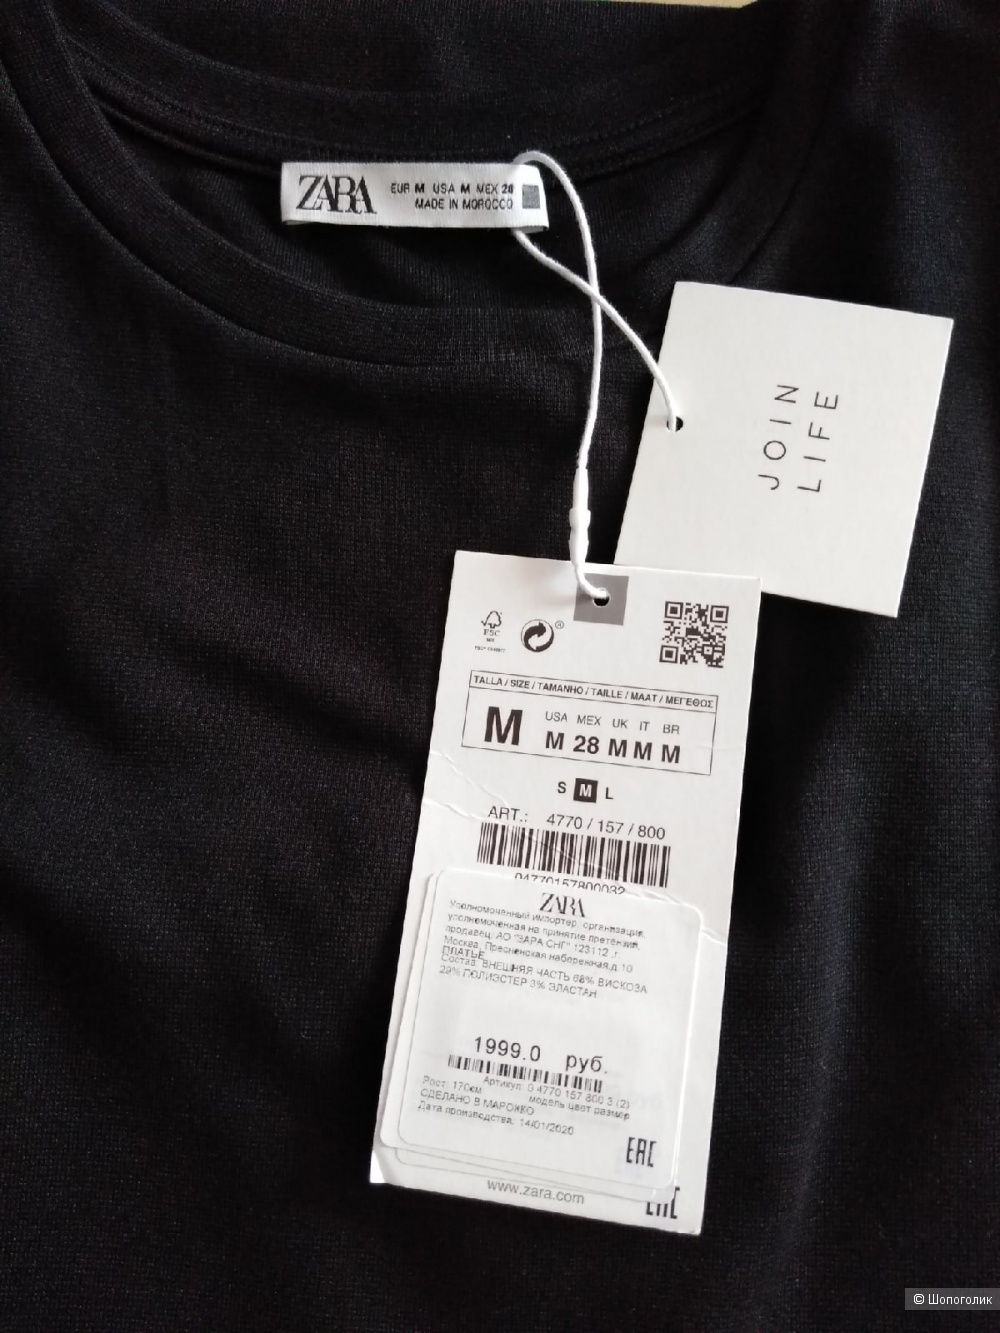 ZARA
EUR M USA M MEX 28
MADE IN MOROCCO
JOIN
LIFE
FSC
TALLA / SIZE / TAMANHO / TAILLE / MAAT / ΜΕΓΕΘΟΣ
M
USA MEX UK IT BR
M 28 M M M
S M L
ART.: 4770 / 157 / 800
04770157800032
ZARA
Уполномоченный импортер, организация,
уполномоченная на принятие претензий,
продавец: АО "ЗАРА СНГ" 123112 ,г.
Москва, Пресненская набережная,д.10
ПЛАТЬЕ
Состав: ВНЕШНЯЯ ЧАСТЬ 68% ВИСКОЗА
29% ПОЛИЭСТЕР 3% ЭЛАСТАН
1999.0 руб.
Артикул: 0 4770 157 800 3 (2)
Рост: 170см модель цвет размер
СДЕЛАНО В МАРОККО
Дата производства: 14/01/2020
EAC
www.zara.com
EAC
© Шопоголик